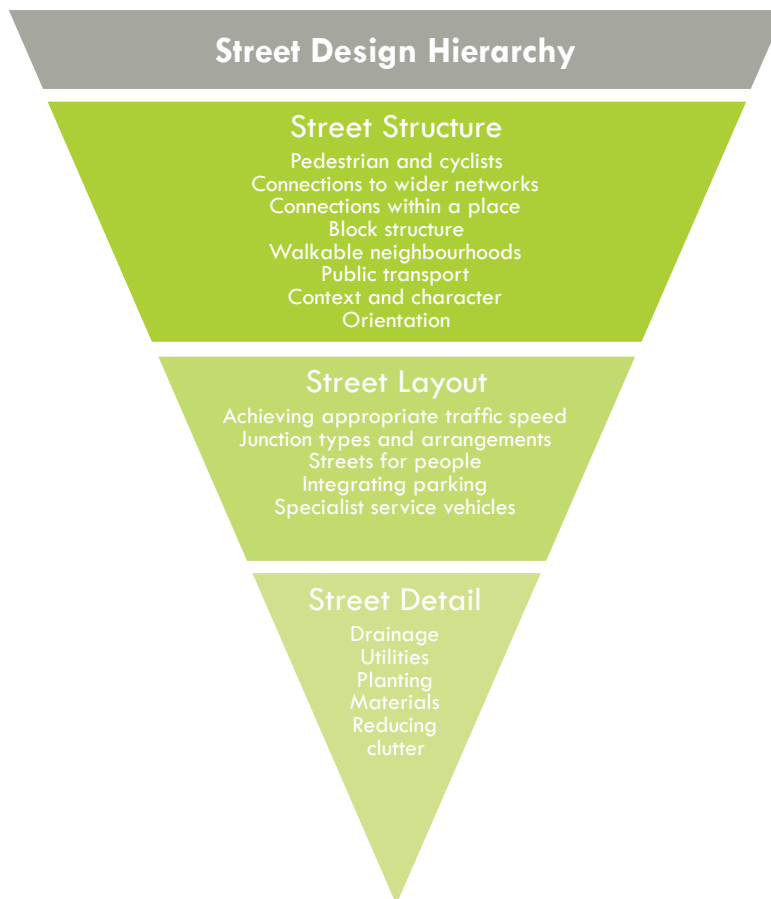 Street Design Hierarchy
Street Structure
Pedestrian and cyclists
Connections to wider networks
Connections within a place
Block structure
Walkable neighbourhoods
Public transport
Context and character
Orientation
Street Layout
Achieving appropriate traffic speed
Junction types and arrangements
Streets for people
Integrating parking
Specialist service vehicles
Street Detail
Drainage
Utilities
Planting
Materials
Reducing
clutter